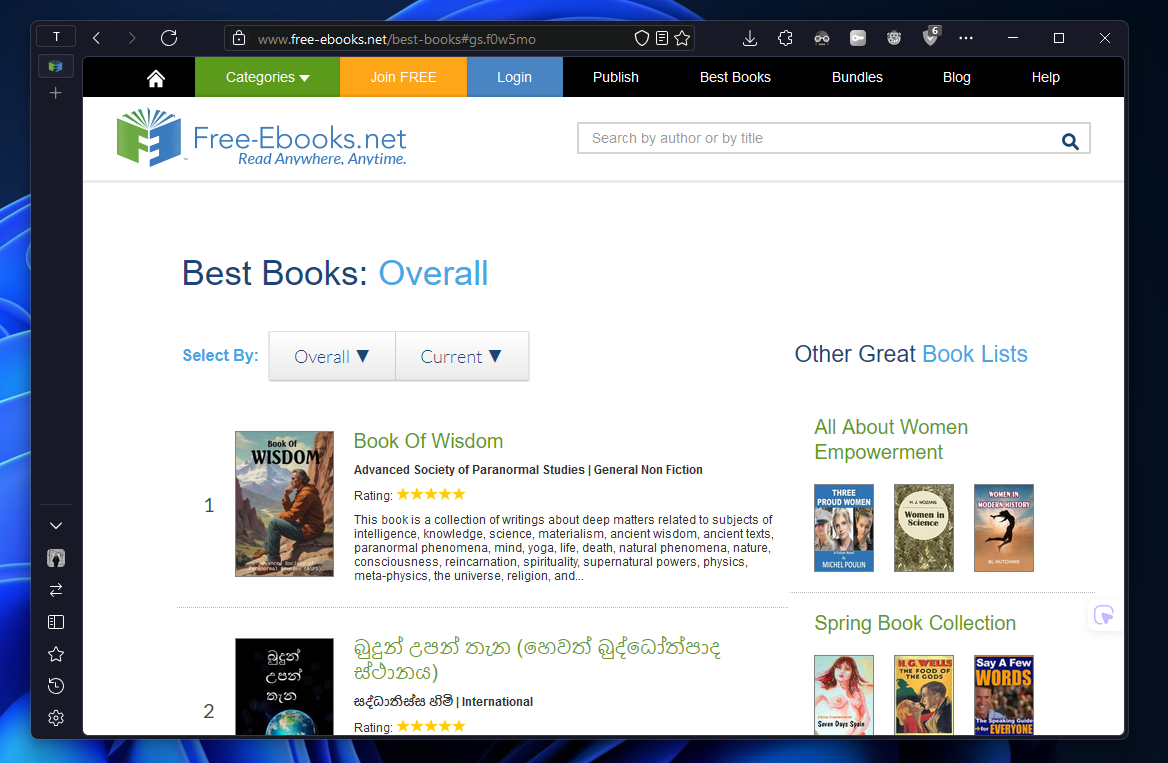 T
www.free-ebooks.net/best-books#gs.f0w5mo
6
Categories
Join FREE
Login
Publish
Best Books
Bundles
Blog
Help
Free-Ebooks.net
Read Anywhere, Anytime.
Search by author or by title
Best Books: Overall
Select By:
Overall ▼
Current ▼
1
Book Of
WISDOM
Book Of Wisdom
Advanced Society of Paranormal Studies | General Non Fiction
Rating: ★★★★★
This book is a collection of writings about deep matters related to subjects of
intelligence, knowledge, science, materialism, ancient wisdom, ancient texts,
paranormal phenomena, mind, yoga, life, death, natural phenomena, nature,
consciousness, reincarnation, spirituality, supernatural powers, physics,
meta-physics, the universe, religion, and...
2
බුදුන්
උපන්
තැන
බුදුන් උපන් තැන (හෙවත් බුද්ධෝත්පාද
ස්ථානය)
සද්ධාතිස්ස හිමි | International
Rating: ★★★★★
Other Great Book Lists
All About Women
Empowerment
THREE
PROUD WOMEN
MICHEL POULIN
H. J. MOZANS
Women in
Science
WOMEN IN
MODERN HISTORY
BL HUTCHINS
Spring Book Collection
Seven Days Spain
H.G. WELLS
THE FOOD OF
THE GODS
Say A Few
WORDS
The Speaking Guide
for EVERYONE